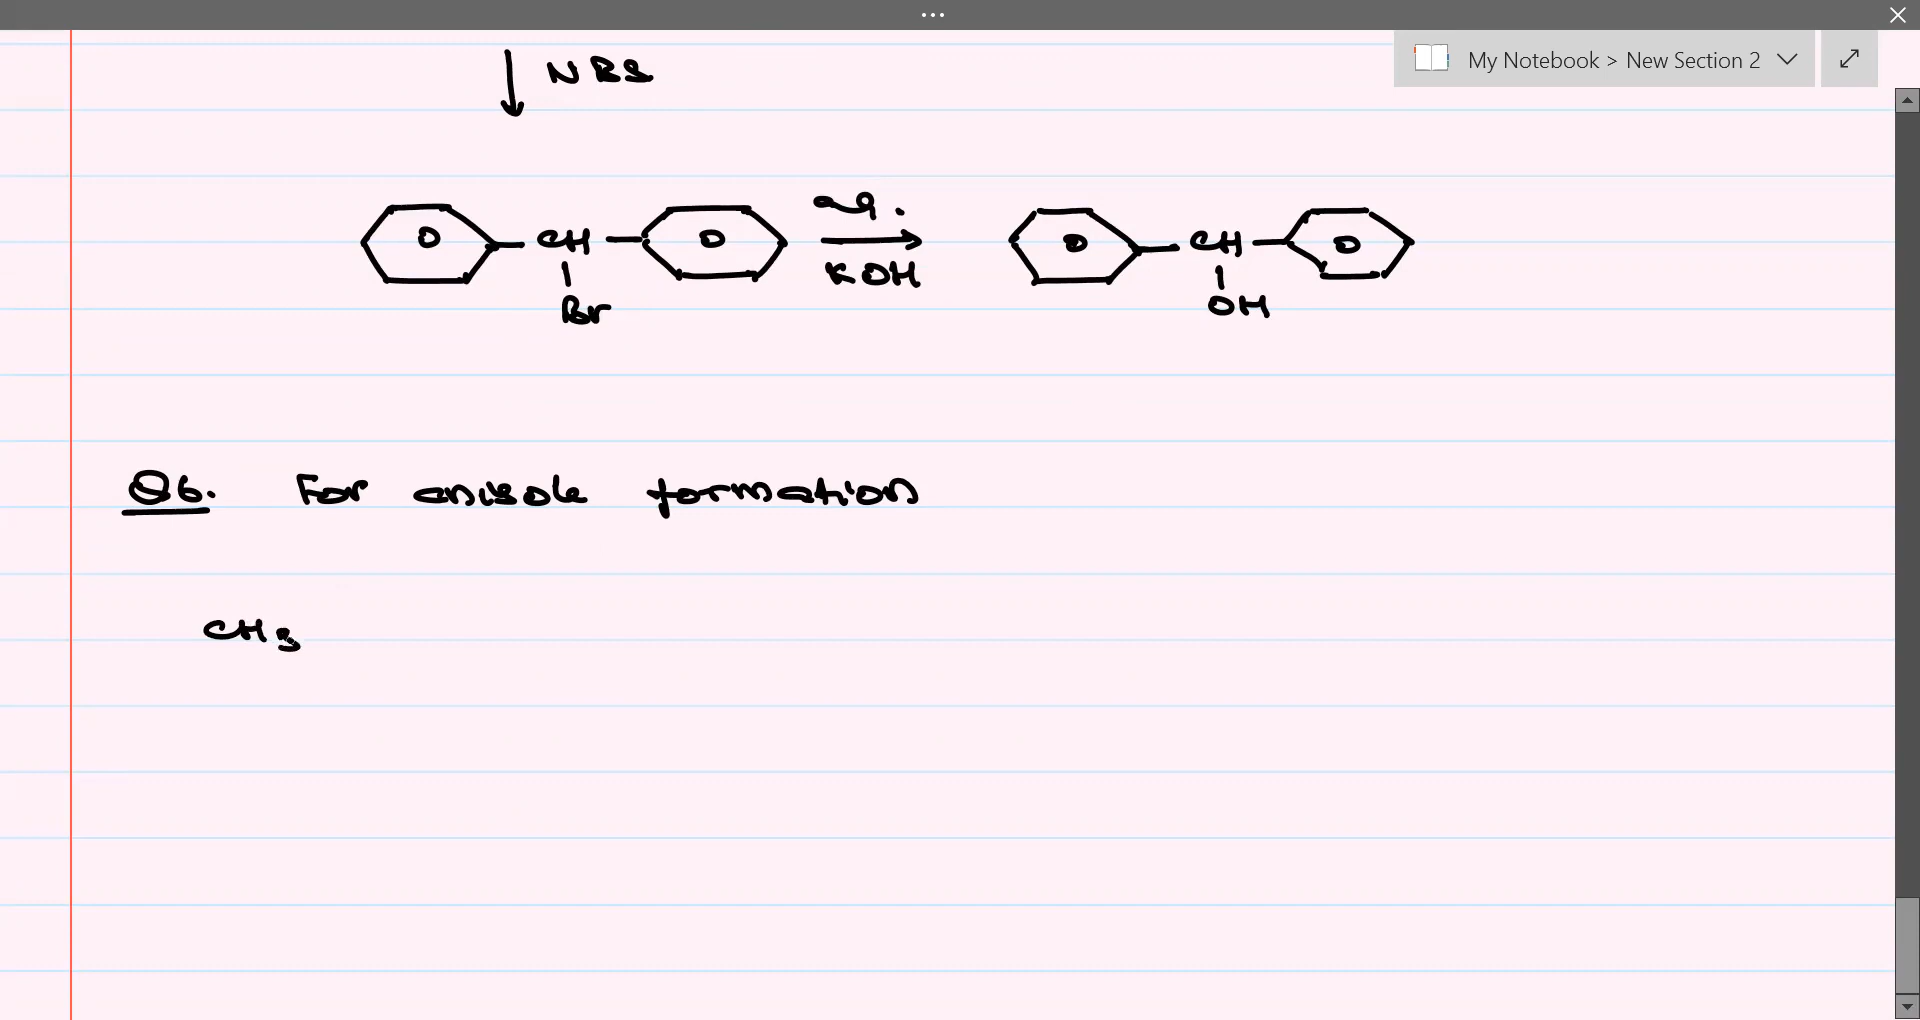 ...
My Notebook > New Section 2
NBS
aq.
CH CH
KOH
Br OH
Q6. For anisole formation
CH3